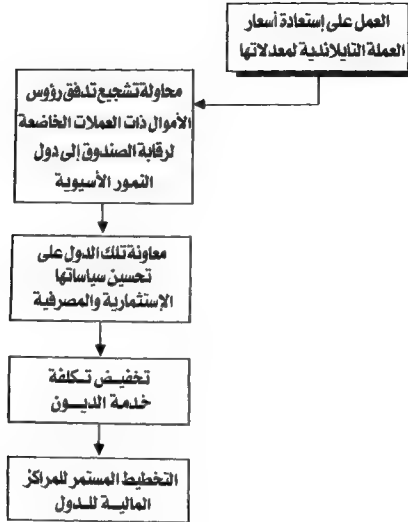 العمل على إستعادة أسعار
العملة التايلاندية لمعدلاتها
محاولة تشجيع تدفق رؤوس
الأموال ذات العملات الخاضعة
لرقابة الصندوق إلى دول
النمور الأسيوية
معاونة تلك الدول على
تحسين سياساتها
الإستثمارية والمصرفية
تخفيض تكلفة
خدمة الديون
التخطيط المستمر للمراكز
المالية للدول